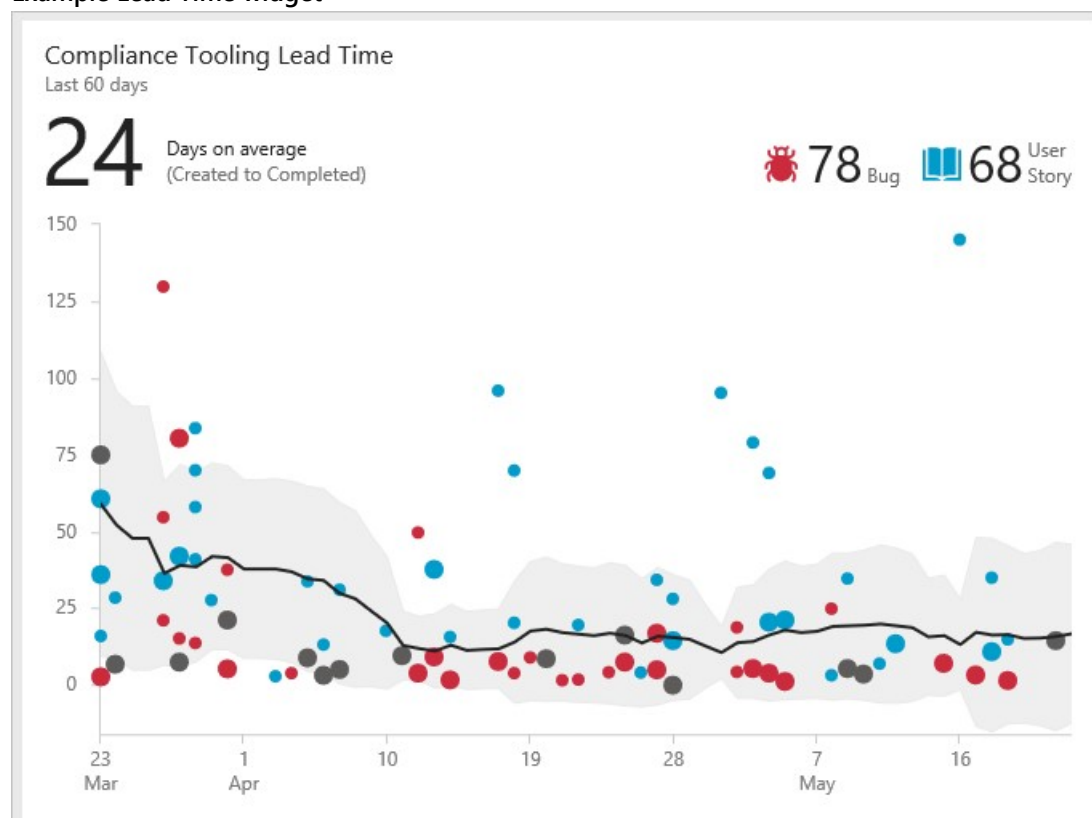 Example Lead Time widget
Compliance Tooling Lead Time
Last 60 days
24
Days on average
(Created to Completed)
78 Bug
68 User
Story
150
125
100
75
50
25
0
23 1 10 19 28 7 16
Mar Apr May